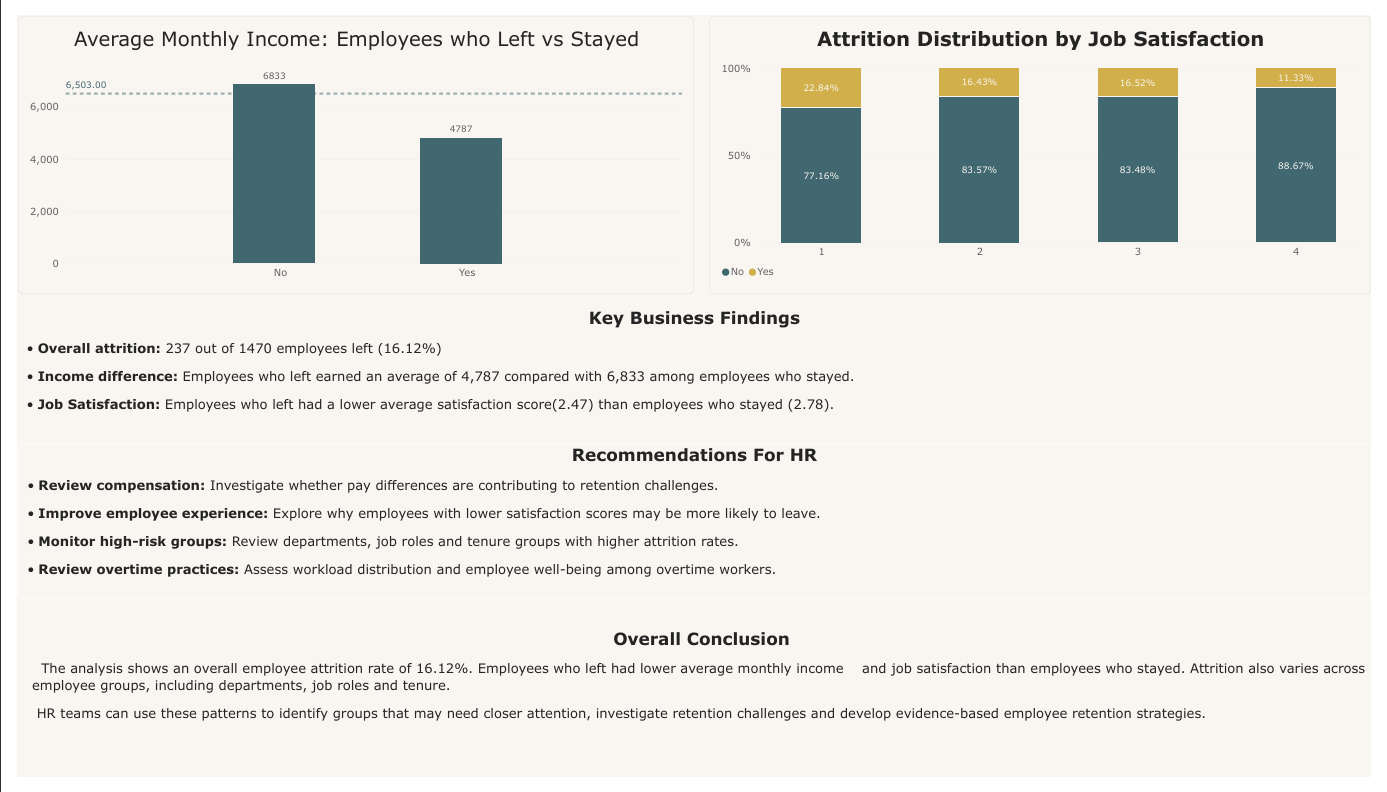 Average Monthly Income: Employees who Left vs Stayed
6833
6,503.00
6,000
4787
4,000
2,000
0
No
Yes
Attrition Distribution by Job Satisfaction
100%
22.84%
16.43%
16.52%
11.33%
50%
77.16%
83.57%
83.48%
88.67%
0%
1
2
3
4
No Yes
Key Business Findings
• Overall attrition: 237 out of 1470 employees left (16.12%)
• Income difference: Employees who left earned an average of 4,787 compared with 6,833 among employees who stayed.
• Job Satisfaction: Employees who left had a lower average satisfaction score(2.47) than employees who stayed (2.78).
Recommendations For HR
• Review compensation: Investigate whether pay differences are contributing to retention challenges.
• Improve employee experience: Explore why employees with lower satisfaction scores may be more likely to leave.
• Monitor high-risk groups: Review departments, job roles and tenure groups with higher attrition rates.
• Review overtime practices: Assess workload distribution and employee well-being among overtime workers.
Overall Conclusion
The analysis shows an overall employee attrition rate of 16.12%. Employees who left had lower average monthly income and job satisfaction than employees who stayed. Attrition also varies across
employee groups, including departments, job roles and tenure.
HR teams can use these patterns to identify groups that may need closer attention, investigate retention challenges and develop evidence-based employee retention strategies.